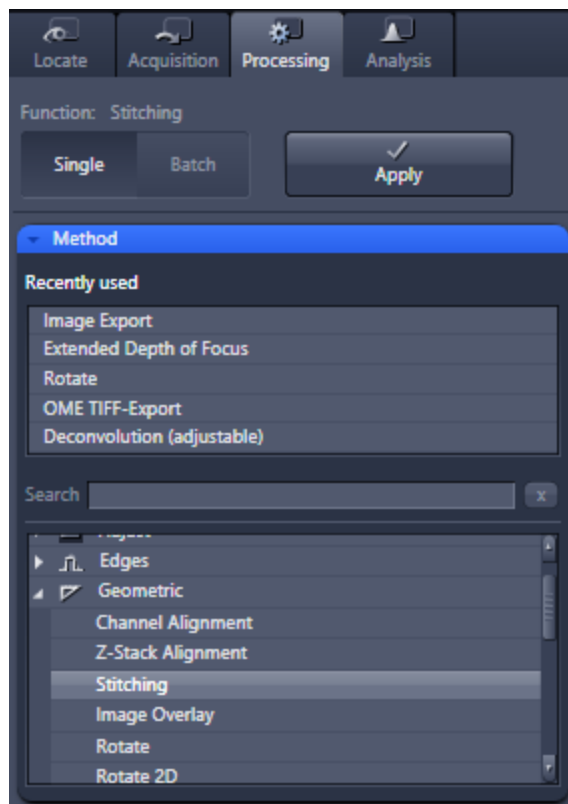 Locate Acquisition Processing Analysis
Function: Stitching
Single Batch Apply
Method
Recently used
Image Export
Extended Depth of Focus
Rotate
OME TIFF-Export
Deconvolution (adjustable)
Search x
Edges
Geometric
Channel Alignment
Z-Stack Alignment
Stitching
Image Overlay
Rotate
Rotate 2D